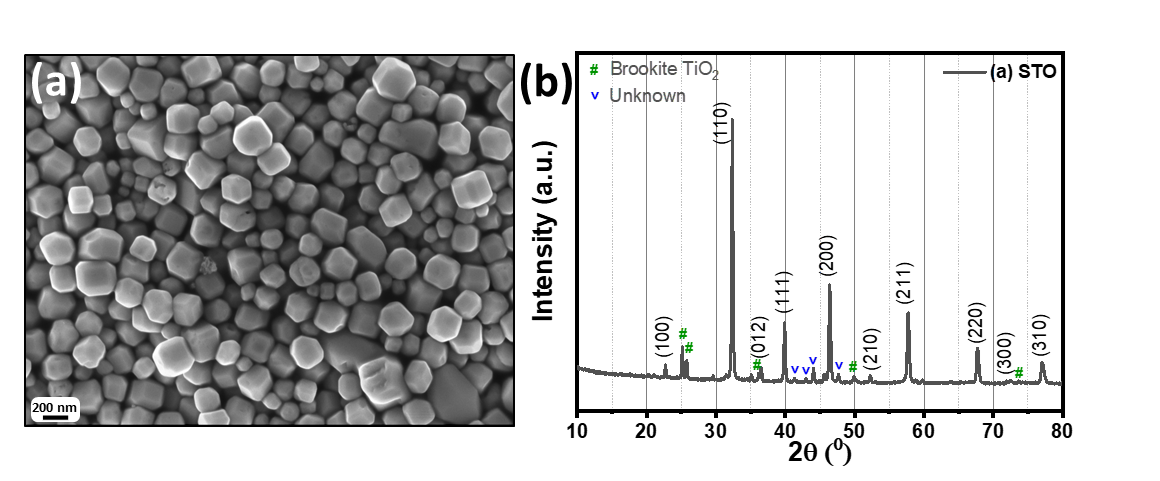 (a)
200 nm
(b)
# Brookite TiO₂
v Unknown
(a) STO
Intensity (a.u.)
(100)
#
#
(110)
#
(012)
(111)
v
v
v
(200)
v
#
(210)
(211)
(220)
(300)
#
(310)
10 20 30 40 50 60 70 80
2θ (⁰)